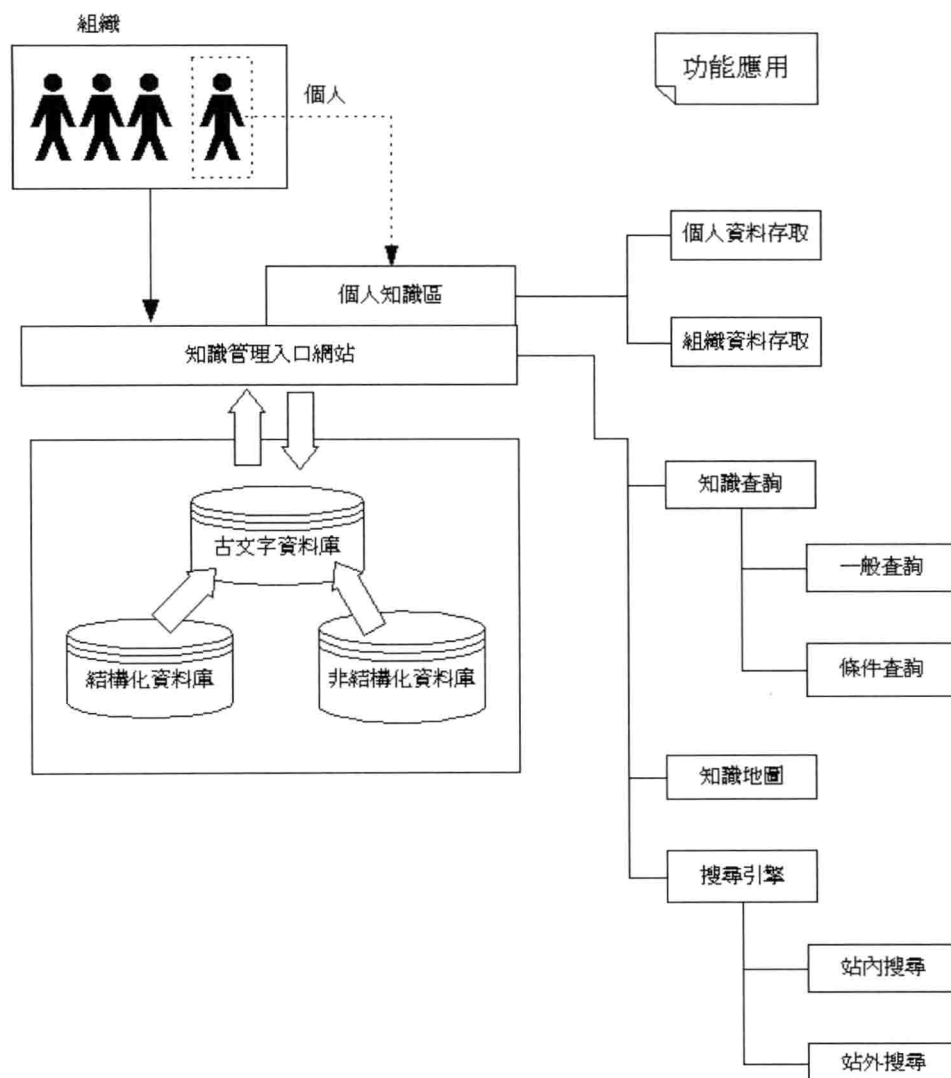 組織
功能應用
個人
個人資料存取
個人知識區
組織資料存取
知識管理入口網站
知識查詢
古文字資料庫
一般查詢
結構化資料庫
非結構化資料庫
條件查詢
知識地圖
搜尋引擎
站內搜尋
站外搜尋